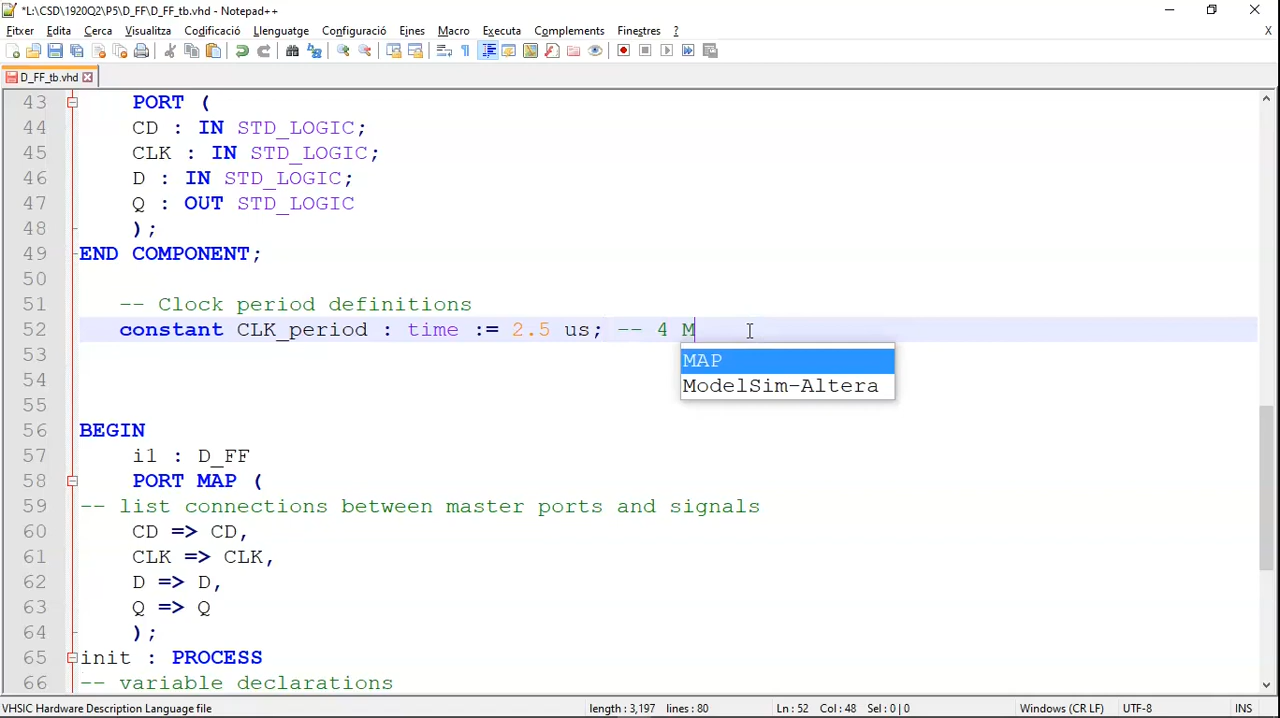 *L:\CSD\1920Q2\P5\D_FF\D_FF_tb.vhd - Notepad++
Fitxer Edita Cerca Visualitza Codificació Llenguatge Configuració Eines Macro Executa Complements Finestres ? X
D_FF_tb.vhd
43 PORT (
44 CD : IN STD_LOGIC;
45 CLK : IN STD_LOGIC;
46 D : IN STD_LOGIC;
47 Q : OUT STD_LOGIC
48 );
49 END COMPONENT;
50
51 -- Clock period definitions
52 constant CLK_period : time := 2.5 us; -- 4 M
53
MAP
54
ModelSim-Altera
55
56 BEGIN
57 i1 : D_FF
58 PORT MAP (
59 -- list connections between master ports and signals
60 CD => CD,
61 CLK => CLK,
62 D => D,
63 Q => Q
64 );
65 init : PROCESS
66 -- variable declarations
VHSIC Hardware Description Language file length : 3,197 lines : 80 Ln : 52 Col : 48 Sel : 0 | 0 Windows (CR LF) UTF-8 INS